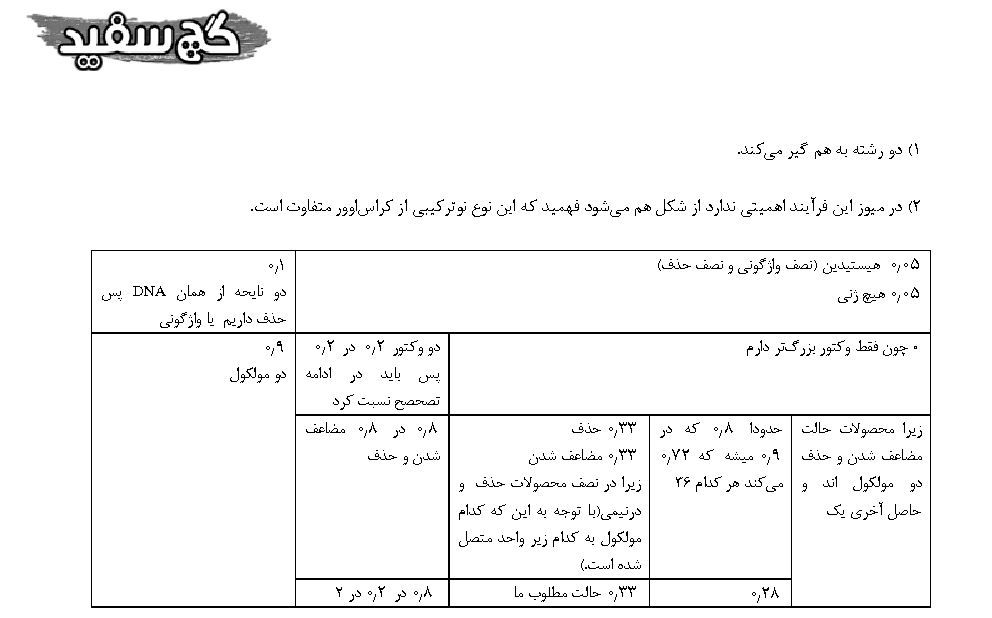 گچ سفید
۱) دو رشته به هم گیر می‌کند.
۲) در میوز این فرآیند اهمیتی ندارد از شکل هم می‌شود فهمید که این نوع نوترکیبی از کراس‌اوور متفاوت است.
۰٫۱
دو نایحه از همان DNA پس
حذف داریم یا واژگونی
۰٫۰۵ هیستیدین (نصف واژگونی و نصف حذف)
۰٫۰۵ هیچ ژنی
۰٫۹
دو مولکول
دو وکتور ۰٫۲ در ۰٫۲
پس باید در ادامه
تصحصح نسبت کرد
۰ چون فقط وکتور بزرگ‌تر دارم
۰٫۸ در ۰٫۸ مضاعف
شدن و حذف
۰٫۳۳ حذف
۰٫۳۳ مضاعف شدن
زیرا در نصف محصولات حذف و
درنیمی(با توجه به این که کدام
مولکول به کدام زیر واحد متصل
شده است.)
حدودا ۰٫۸ که در
۰٫۹ میشه که ۰٫۷۲
می‌کند هر کدام ۲۶
زیرا محصولات حالت
مضاعف شدن و حذف
دو مولکول اند و
حاصل آخری یک
۰٫۸ در ۰٫۲ در ۲
۰٫۳۳ حالت مطلوب ما
۰٫۲۸